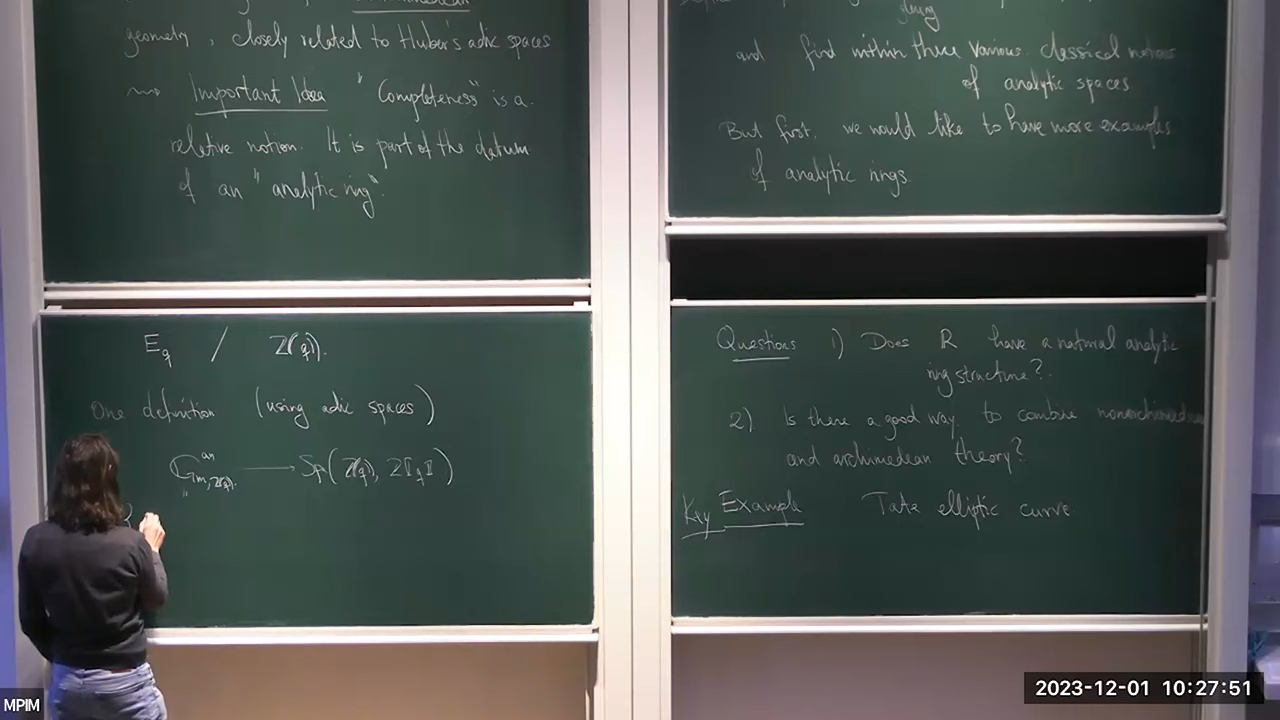 geometry, closely related to Huber's adic spaces
⇝ Important Idea "Completeness" is a
relative notion. It is part of the datum
of an "analytic ring".
E_q / Z((q)).
One definition (using adic spaces)
G_{m,Z((q))}^{an} → Spa(Z((q)), Z[[q]])
and find within these various classical notions
of analytic spaces
But first, we would like to have more examples
of analytic rings.
Questions 1) Does R have a natural analytic
ring structure?
2) Is there a good way to combine nonarchimedean
and archimedean theory?
Key Example Tate elliptic curve
MPIM
2023-12-01 10:27:51